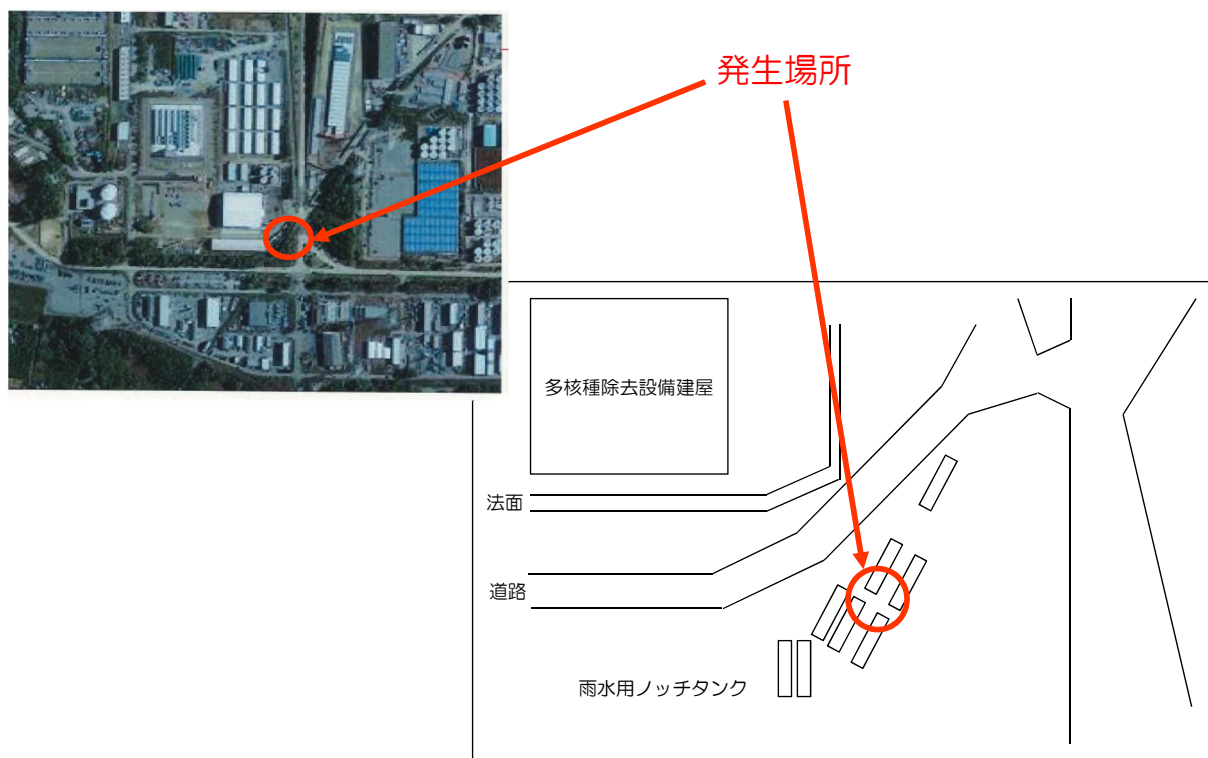 発生場所
多核種除去設備建屋
法面
道路
雨水用ノッチタンク